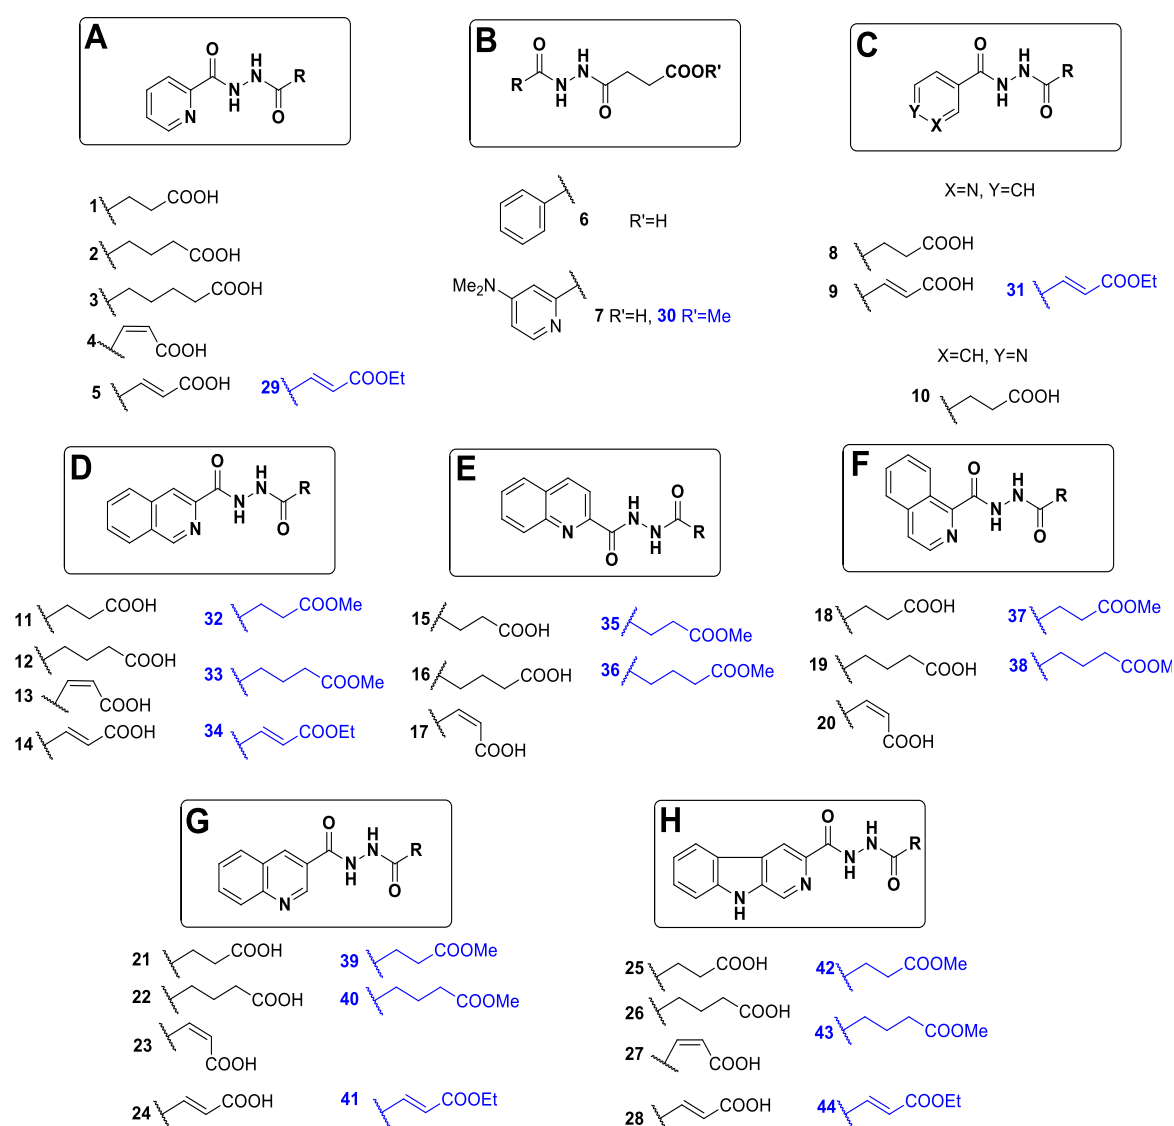 A
O
H
N
N
H
N
O
R
B
O
H
N
R
N
H
O
COOR'
C
O
H
N
N
H
O
R
Y
X
1 COOH
2 COOH
3 COOH
4 COOH
5 COOH
29 COOEt
6 R'=H
Me2N
N
7 R'=H, 30 R'=Me
X=N, Y=CH
8 COOH
9 COOH
31 COOEt
X=CH, Y=N
10 COOH
D
O
H
N
N
H
N
O
R
E
N
O
H
N
N
H
O
R
F
O
H
N
N
H
N
O
R
11 COOH
32 COOMe
12 COOH
33 COOMe
13 COOH
14 COOH
34 COOEt
15 COOH
35 COOMe
16 COOH
36 COOMe
17 COOH
18 COOH
37 COOMe
19 COOH
38 COOM
20 COOH
G
O
H
N
N
H
N
O
R
H
O
H
N
N
H
N
N
H
O
R
21 COOH
39 COOMe
22 COOH
40 COOMe
23 COOH
24 COOH
41 COOEt
25 COOH
42 COOMe
26 COOH
43 COOMe
27 COOH
28 COOH
44 COOEt